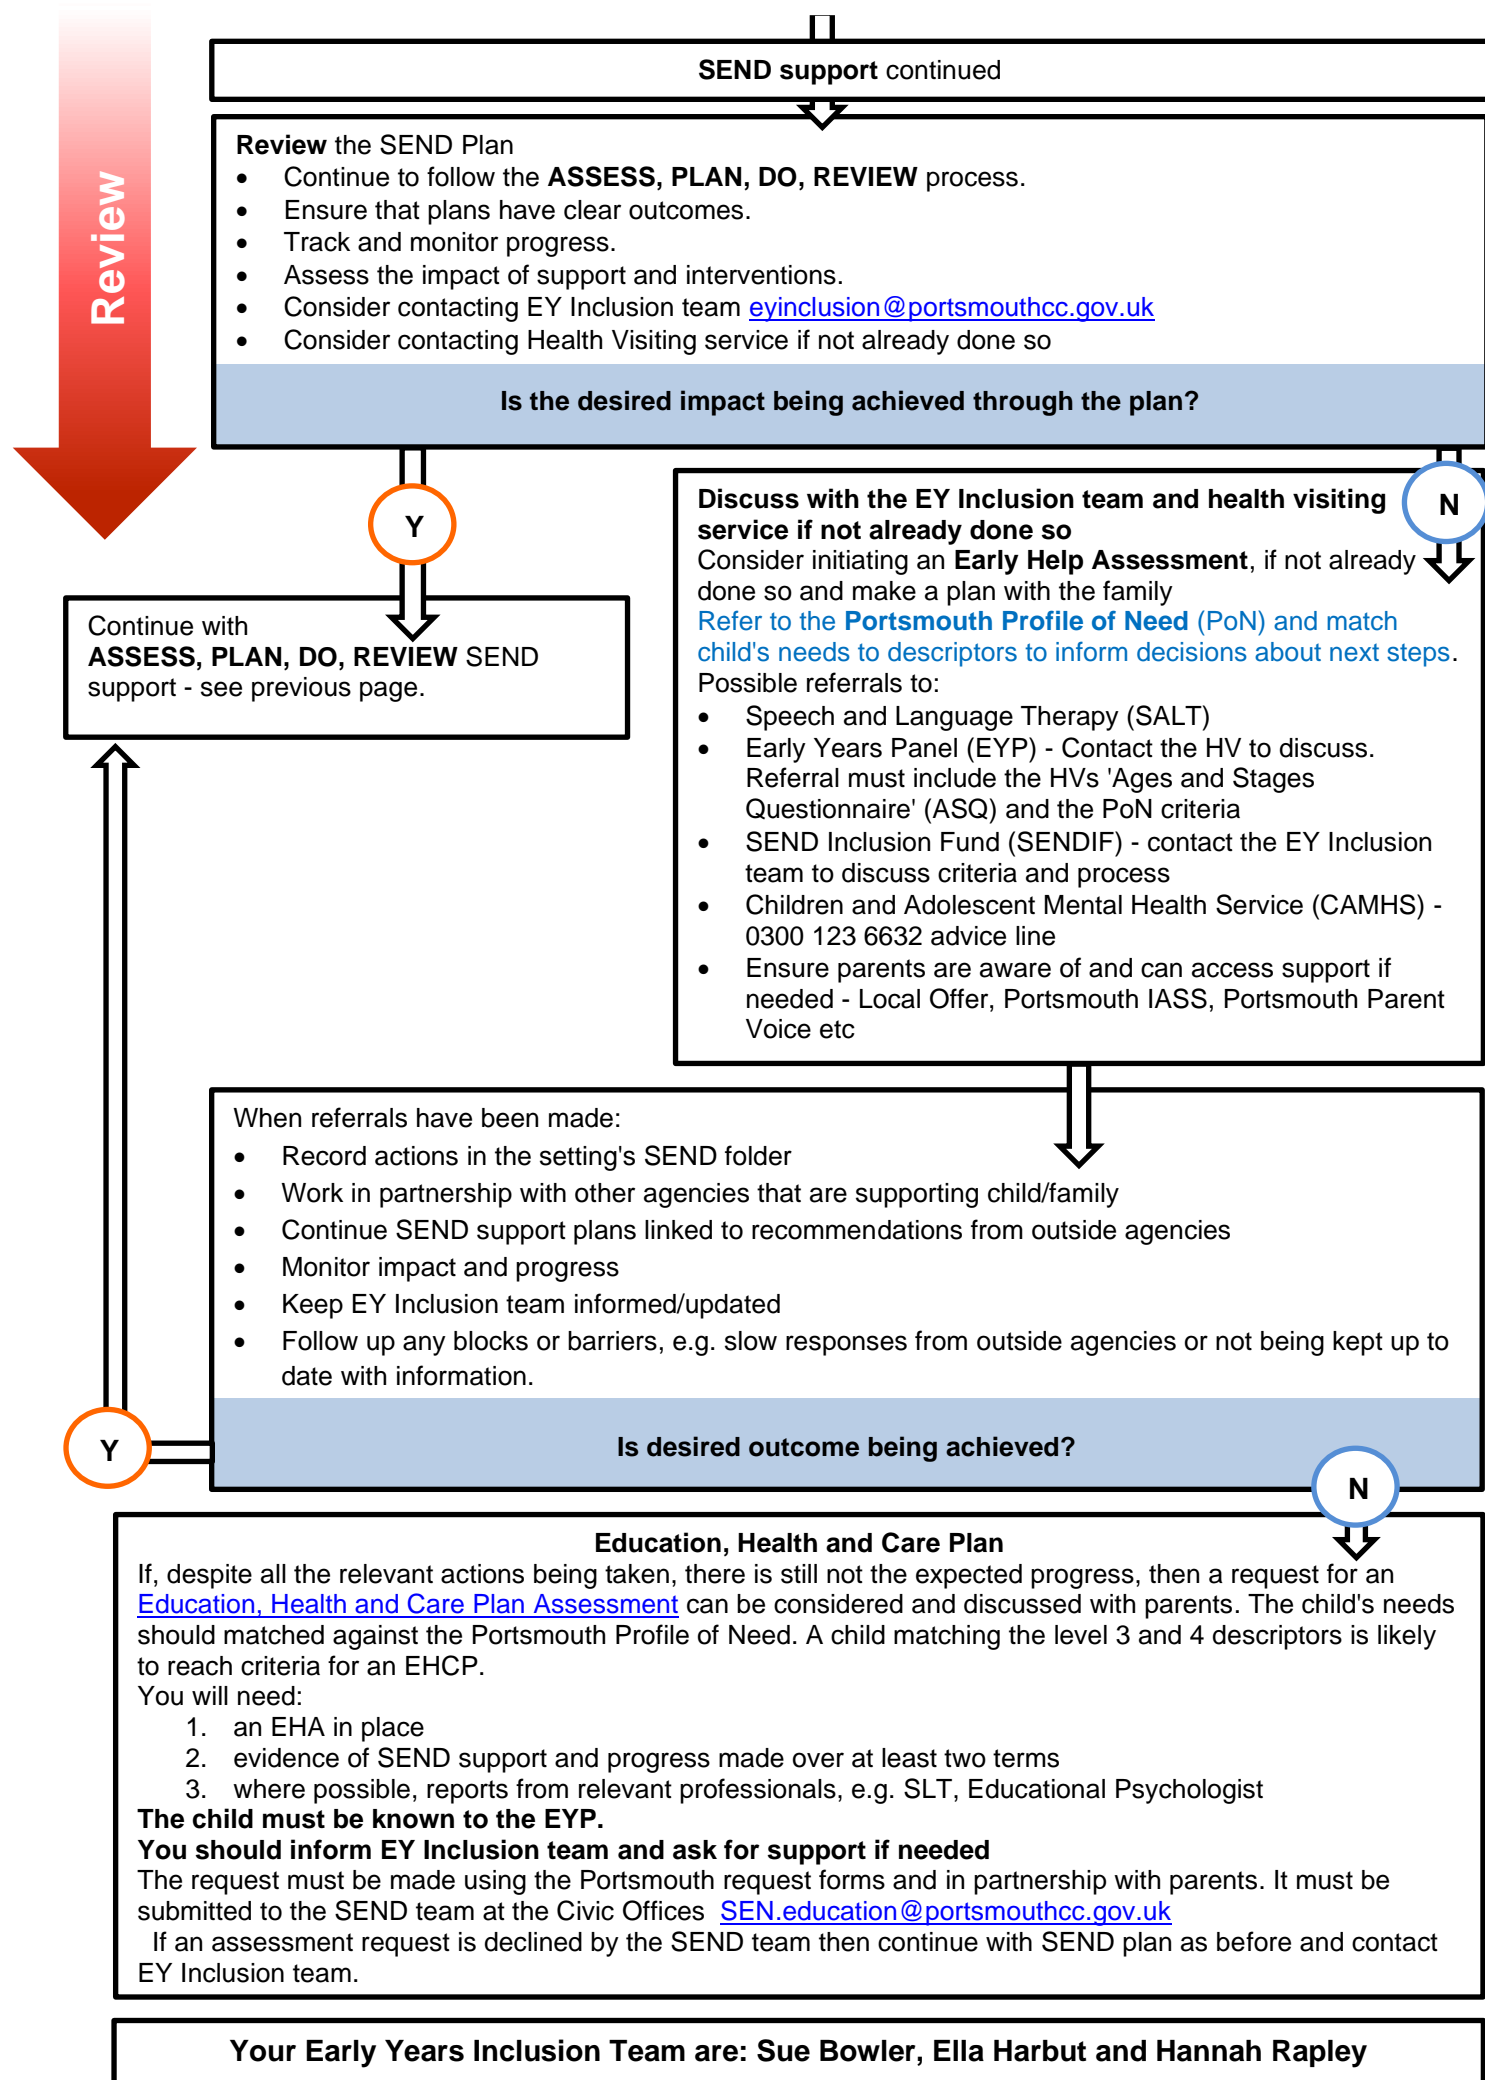 SEND support continued
Review
Review the SEND Plan
• Continue to follow the ASSESS, PLAN, DO, REVIEW process.
• Ensure that plans have clear outcomes.
• Track and monitor progress.
• Assess the impact of support and interventions.
• Consider contacting EY Inclusion team eyinclusion@portsmouthcc.gov.uk
• Consider contacting Health Visiting service if not already done so
Is the desired impact being achieved through the plan?
Y
N
Continue with
ASSESS, PLAN, DO, REVIEW SEND
support - see previous page.
Discuss with the EY Inclusion team and health visiting
service if not already done so
Consider initiating an Early Help Assessment, if not already
done so and make a plan with the family
Refer to the Portsmouth Profile of Need (PoN) and match
child's needs to descriptors to inform decisions about next steps.
Possible referrals to:
• Speech and Language Therapy (SALT)
• Early Years Panel (EYP) - Contact the HV to discuss.
Referral must include the HVs 'Ages and Stages
Questionnaire' (ASQ) and the PoN criteria
• SEND Inclusion Fund (SENDIF) - contact the EY Inclusion
team to discuss criteria and process
• Children and Adolescent Mental Health Service (CAMHS) -
0300 123 6632 advice line
• Ensure parents are aware of and can access support if
needed - Local Offer, Portsmouth IASS, Portsmouth Parent
Voice etc
When referrals have been made:
• Record actions in the setting's SEND folder
• Work in partnership with other agencies that are supporting child/family
• Continue SEND support plans linked to recommendations from outside agencies
• Monitor impact and progress
• Keep EY Inclusion team informed/updated
• Follow up any blocks or barriers, e.g. slow responses from outside agencies or not being kept up to
date with information.
Is desired outcome being achieved?
Y
N
Education, Health and Care Plan
If, despite all the relevant actions being taken, there is still not the expected progress, then a request for an
Education, Health and Care Plan Assessment can be considered and discussed with parents. The child's needs
should matched against the Portsmouth Profile of Need. A child matching the level 3 and 4 descriptors is likely
to reach criteria for an EHCP.
You will need:
1. an EHA in place
2. evidence of SEND support and progress made over at least two terms
3. where possible, reports from relevant professionals, e.g. SLT, Educational Psychologist
The child must be known to the EYP.
You should inform EY Inclusion team and ask for support if needed
The request must be made using the Portsmouth request forms and in partnership with parents. It must be
submitted to the SEND team at the Civic Offices SEN.education@portsmouthcc.gov.uk
If an assessment request is declined by the SEND team then continue with SEND plan as before and contact
EY Inclusion team.
Your Early Years Inclusion Team are: Sue Bowler, Ella Harbut and Hannah Rapley